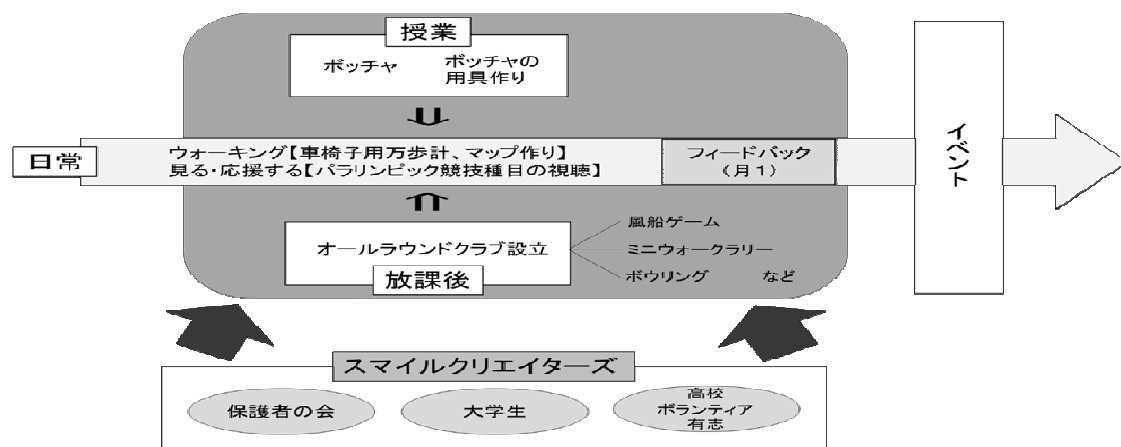 授業
ボッチャ
ボッチャの
用具作り
日常
ウォーキング【車椅子用万歩計、マップ作り】
見る・応援する【パラリンピック競技種目の視聴】
フィードバック
（月１）
イベント
オールラウンドクラブ設立
放課後
風船ゲーム
ミニウォークラリー
ボウリング　　など
スマイルクリエイターズ
保護者の会
大学生
高校
ボランティア
有志